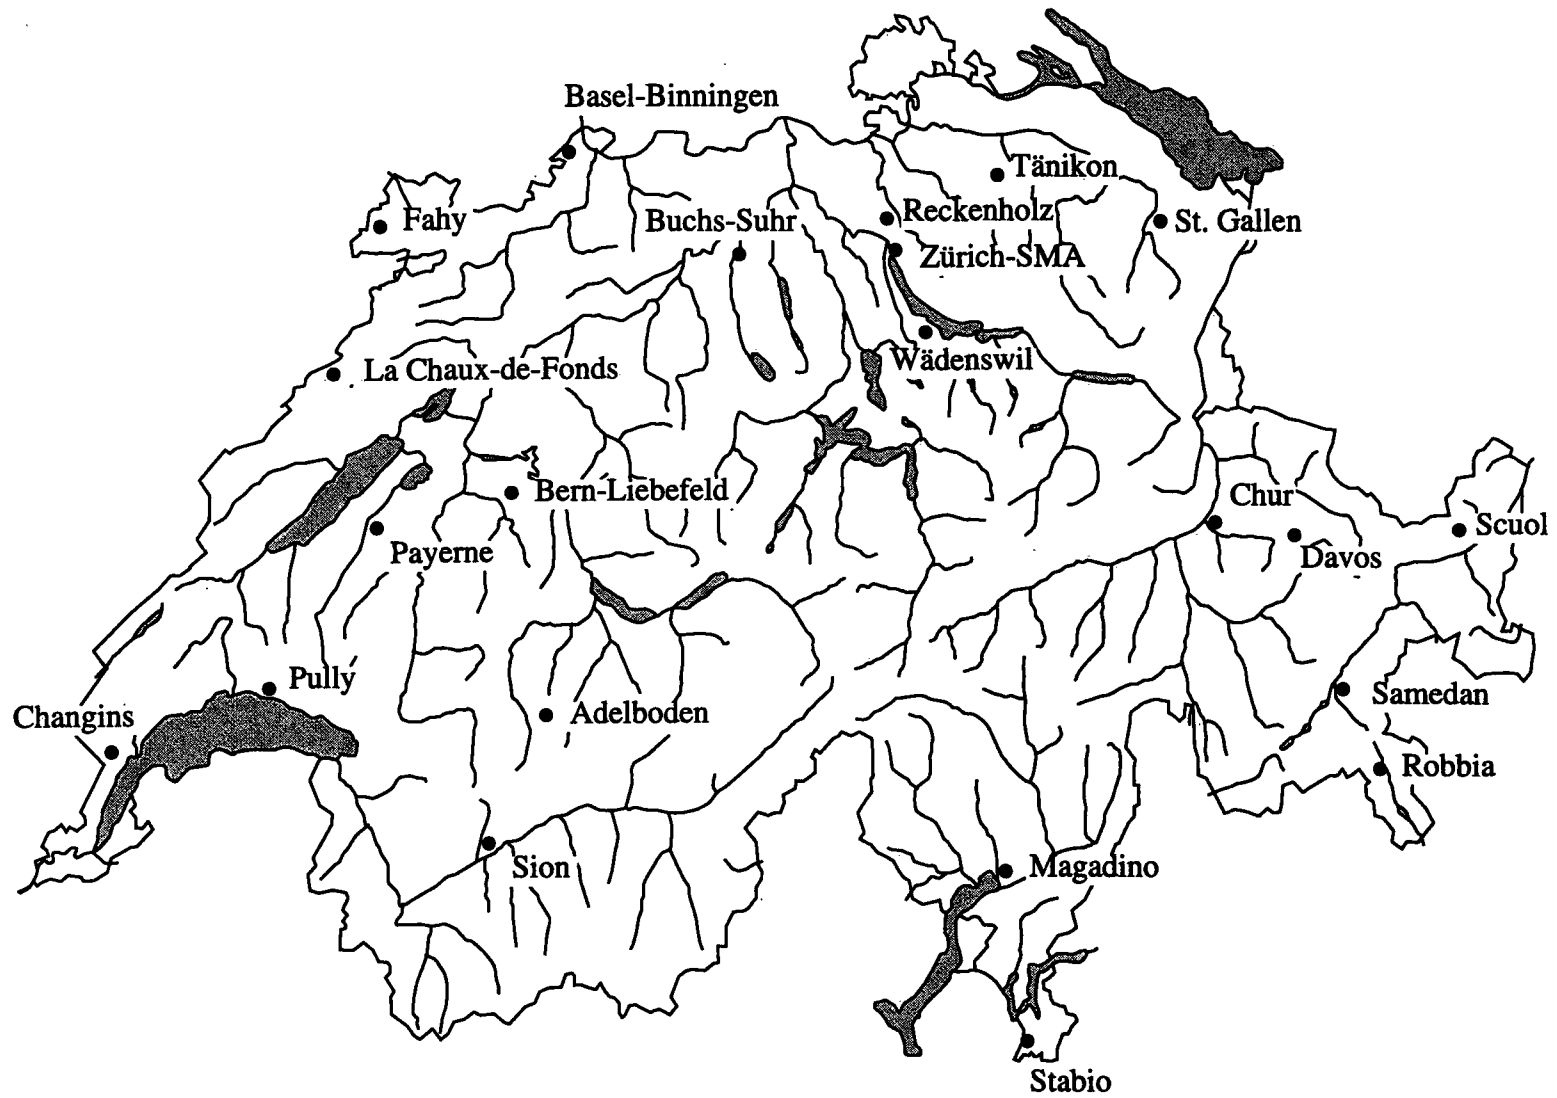 Basel-Binningen
Tänikon
Fahy
Buchs-Suhr
Reckenholz
St. Gallen
Zürich-SMA
La Chaux-de-Fonds
Wädenswil
Bern-Liebefeld
Chur
Scuol
Payerne
Davos
Pully
Samedan
Changins
Adelboden
Robbia
Sion
Magadino
Stabio